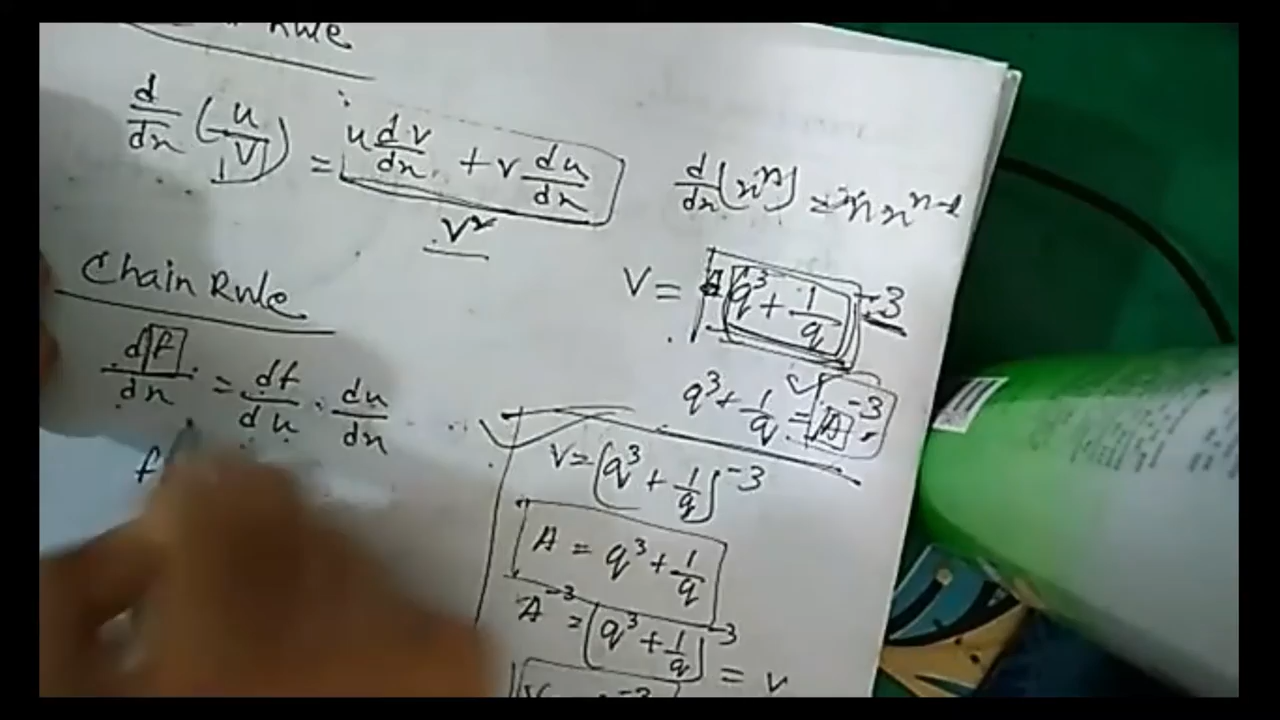 Rule
d/dx (u/v) = (u dv/dx + v du/dx) / v²
d/dx (xⁿ) = n xⁿ⁻¹
Chain Rule
df/dx = df/du . du/dx
f
V = [q³ + 1/q]⁻³
q³ + 1/q = A⁻³
V = (q³ + 1/q)⁻³
A = q³ + 1/q
A⁻³ = (q³ + 1/q)⁻³ = V